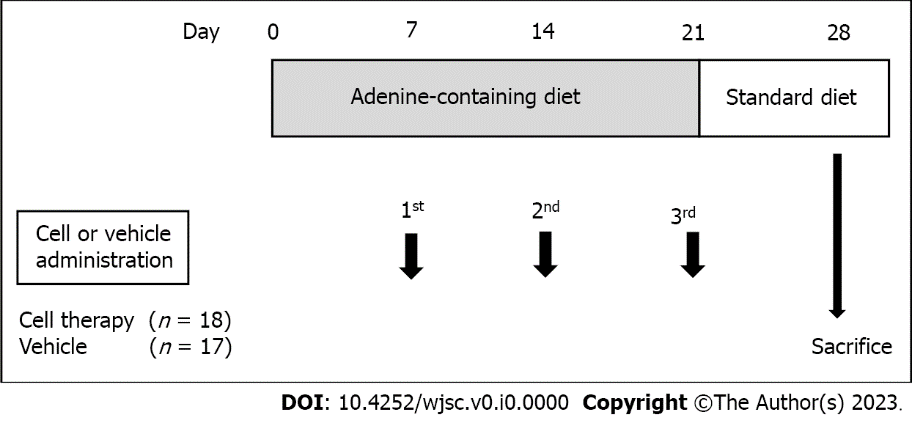 Day 0 7 14 21 28
Adenine-containing diet Standard diet
1st 2nd 3rd
Cell or vehicle
administration
Cell therapy (n = 18)
Vehicle (n = 17)
Sacrifice
DOI: 10.4252/wjsc.v0.i0.0000 Copyright ©The Author(s) 2023.